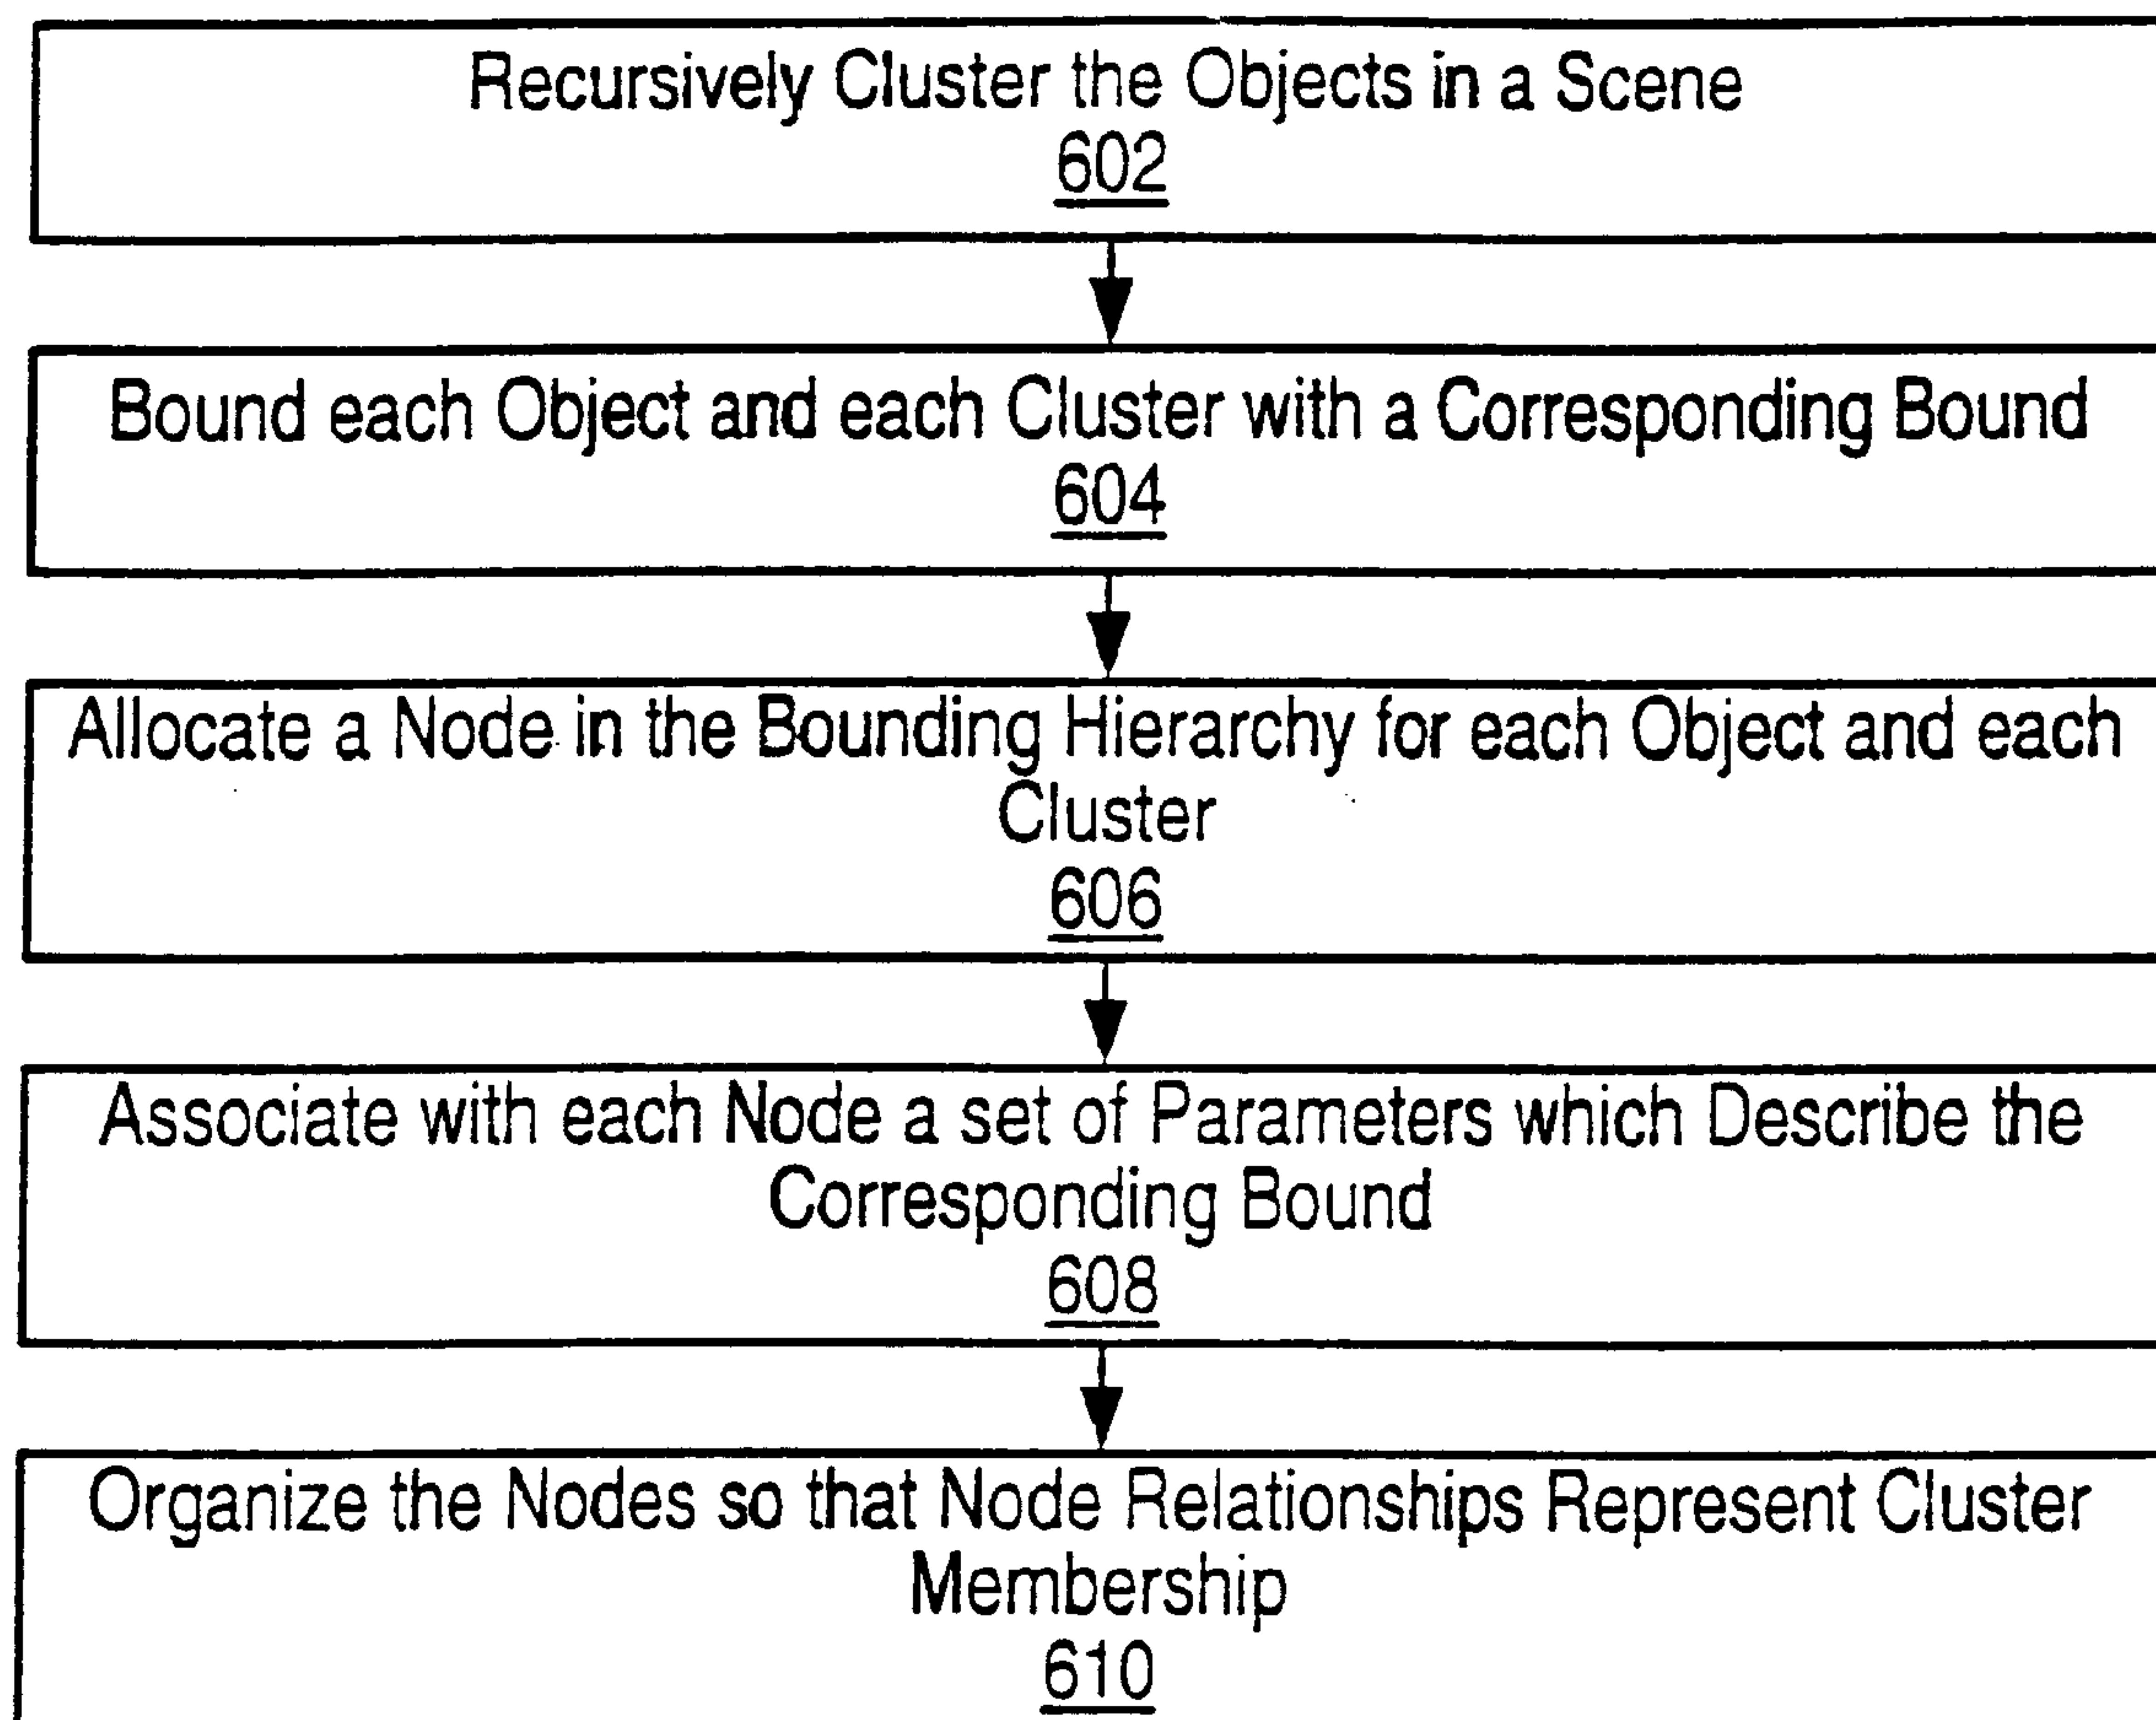 Recursively Cluster the Objects in a Scene
602
Bound each Object and each Cluster with a Corresponding Bound
604
Allocate a Node in the Bounding Hierarchy for each Object and each
Cluster
606
Associate with each Node a set of Parameters which Describe the
Corresponding Bound
608
Organize the Nodes so that Node Relationships Represent Cluster
Membership
610